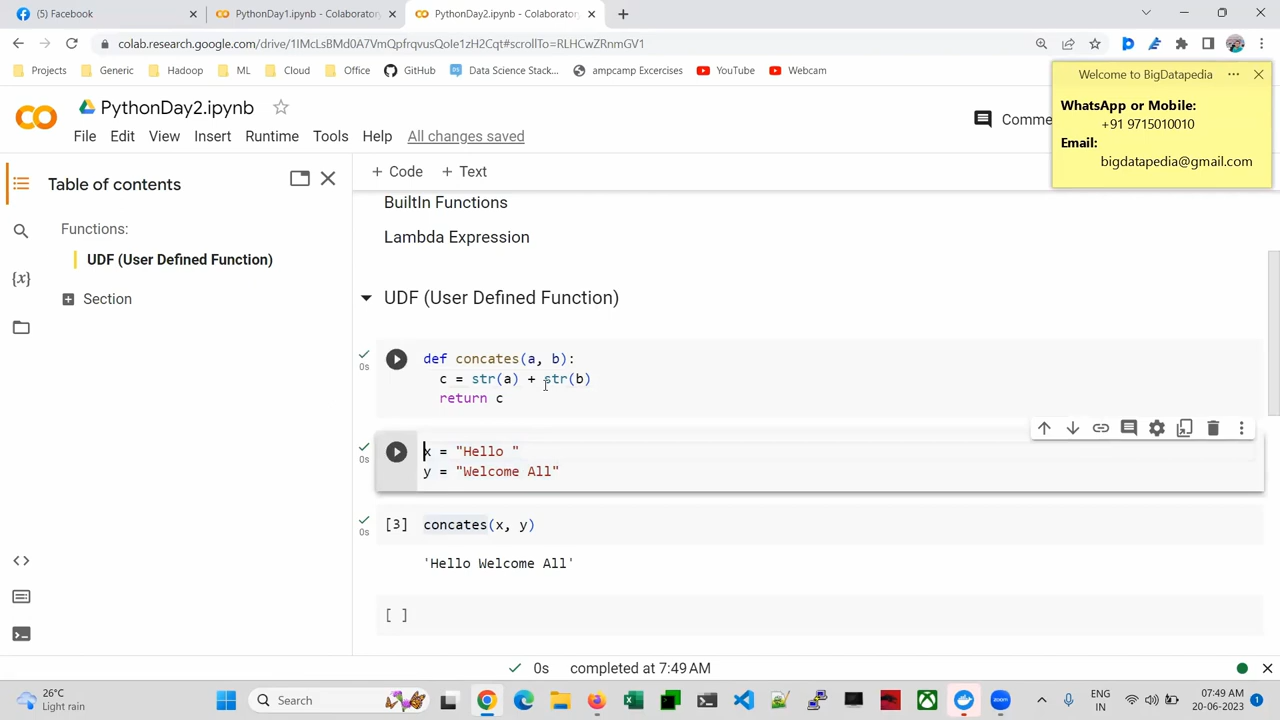 (5) Facebook
PythonDay1.ipynb - Colaboratory
PythonDay2.ipynb - Colaboratory
colab.research.google.com/drive/1IMcLsBMd0A7VmQpfrqvusQoIe1zH2Cqt#scrollTo=RLHCwZRnmGV1
Projects
Generic
Hadoop
ML
Cloud
Office
GitHub
Data Science Stack...
ampcamp Excercises
YouTube
Webcam
Welcome to BigDatapedia
WhatsApp or Mobile:
+91 9715010010
Email:
bigdatapedia@gmail.com
PythonDay2.ipynb
Comme
File Edit View Insert Runtime Tools Help All changes saved
Table of contents
Functions:
UDF (User Defined Function)
Section
+ Code + Text
BuiltIn Functions
Lambda Expression
UDF (User Defined Function)
0s
def concates(a, b):
c = str(a) + str(b)
return c
0s
x = "Hello "
y = "Welcome All"
0s
[3] concates(x, y)
'Hello Welcome All'
[ ]
0s completed at 7:49 AM
26°C
Light rain
Search
ENG
IN
07:49 AM
20-06-2023
1